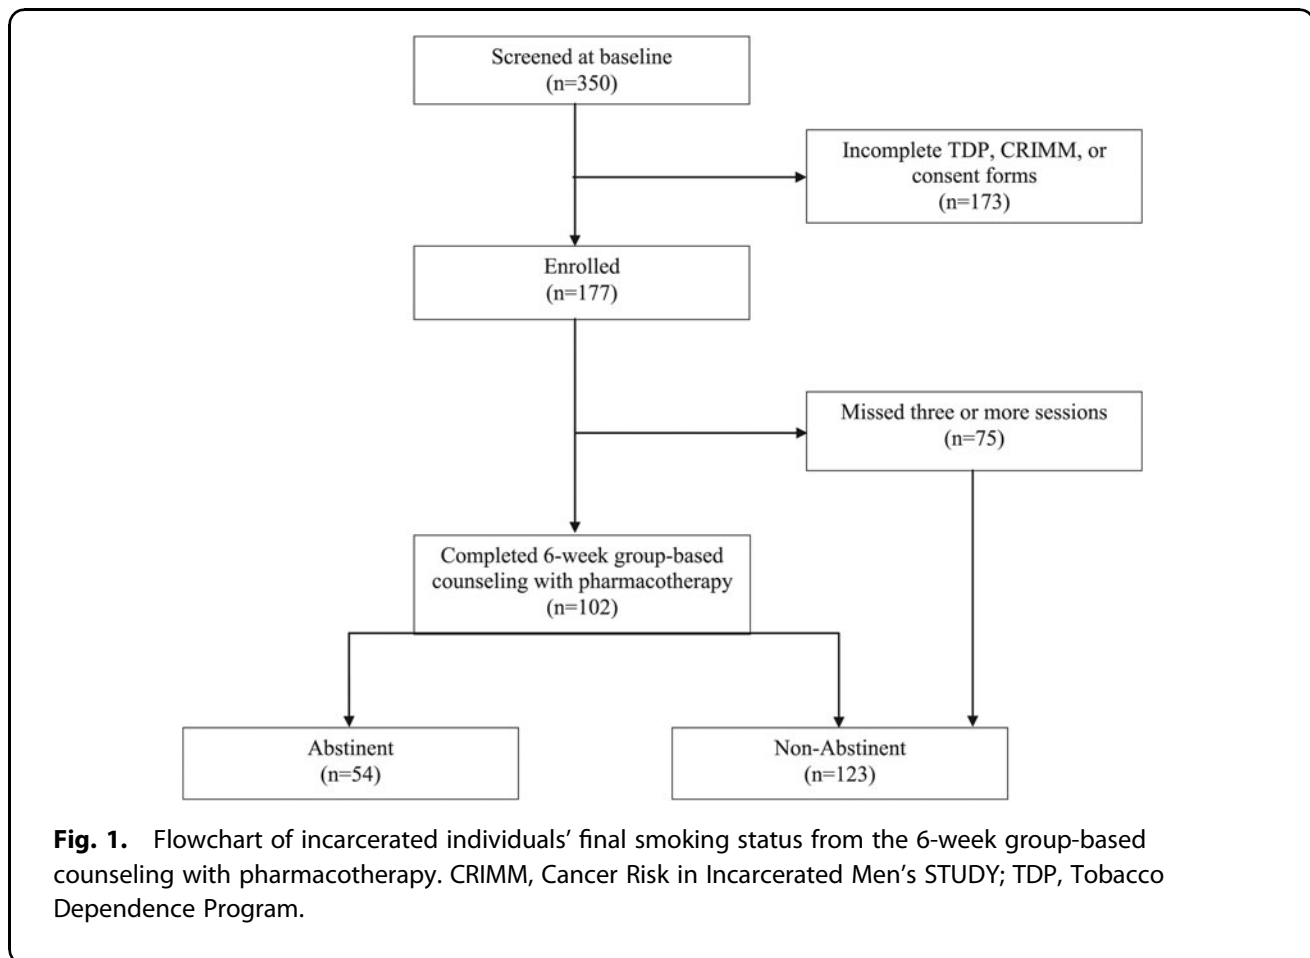 Screened at baseline
(n=350)
Incomplete TDP, CRIMM, or
consent forms
(n=173)
Enrolled
(n=177)
Missed three or more sessions
(n=75)
Completed 6-week group-based
counseling with pharmacotherapy
(n=102)
Abstinent
(n=54)
Non-Abstinent
(n=123)
Fig. 1. Flowchart of incarcerated individuals' final smoking status from the 6-week group-based
counseling with pharmacotherapy. CRIMM, Cancer Risk in Incarcerated Men's STUDY; TDP, Tobacco
Dependence Program.